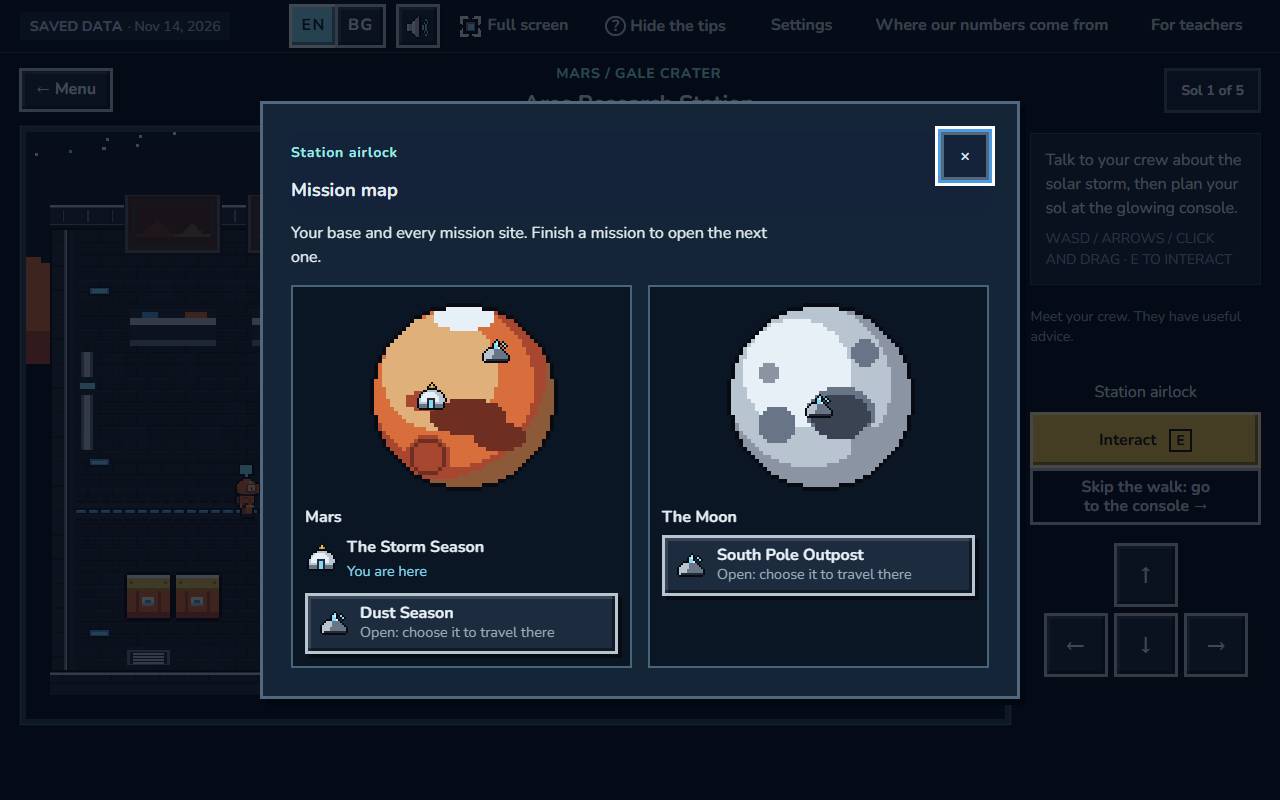 SAVED DATA · Nov 14, 2026
EN
BG
Full screen
? Hide the tips
Settings
Where our numbers come from
For teachers
← Menu
MARS / GALE CRATER
Ares Research Station
Sol 1 of 5
Station airlock
×
Mission map
Your base and every mission site. Finish a mission to open the next
one.
Mars
The Storm Season
You are here
Dust Season
Open: choose it to travel there
The Moon
South Pole Outpost
Open: choose it to travel there
Talk to your crew about the
solar storm, then plan your
sol at the glowing console.
WASD / ARROWS / CLICK
AND DRAG · E TO INTERACT
Meet your crew. They have useful
advice.
Station airlock
Interact E
Skip the walk: go
to the console →
↑
← ↓ →